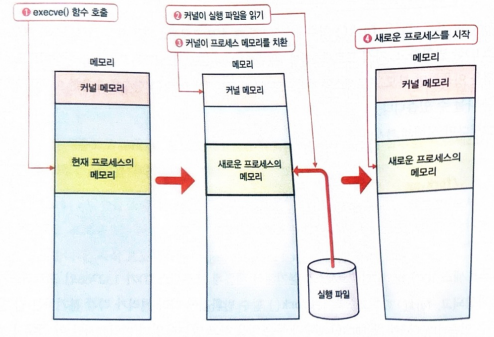 ❶ execve() 함수 호출
❷ 커널이 실행 파일을 읽기
❸ 커널이 프로세스 메모리를 치환
❹ 새로운 프로세스를 시작
메모리
커널 메모리
현재 프로세스의
메모리
메모리
커널 메모리
새로운 프로세스의
메모리
실행 파일
메모리
커널 메모리
새로운 프로세스의
메모리